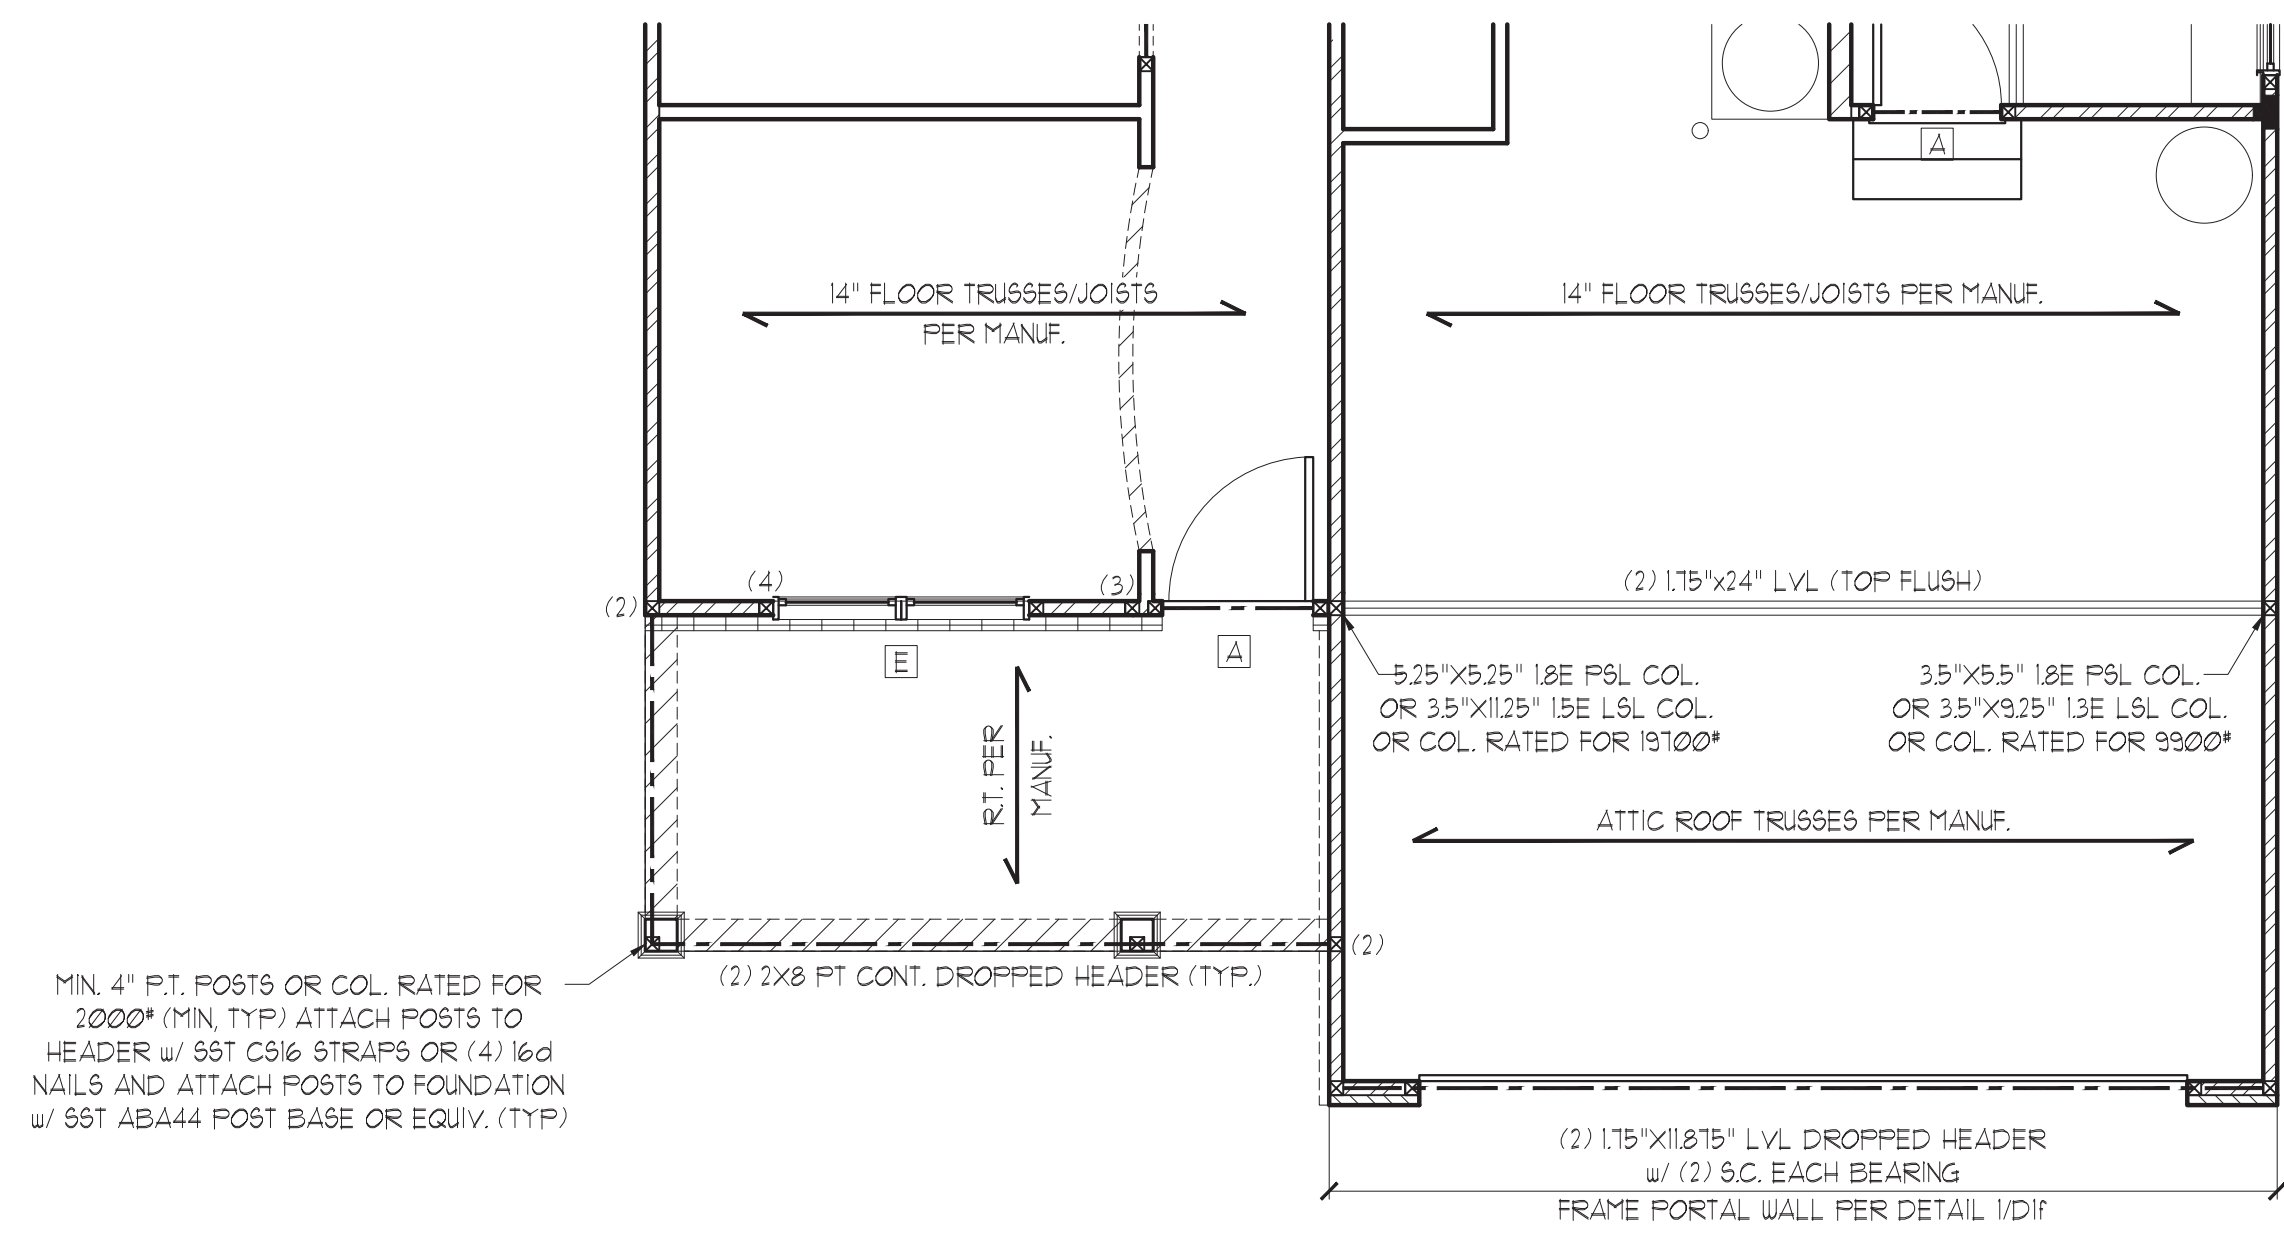 A
14" FLOOR TRUSSES/JOISTS
PER MANUF.
14" FLOOR TRUSSES/JOISTS PER MANUF.
(2)
(4)
(3)
(2) 1.75"x24" LVL (TOP FLUSH)
E
A
5.25"X5.25" 1.8E PSL COL.
OR 3.5"X11.25" 1.5E LSL COL.
OR COL. RATED FOR 19700#
3.5"X5.5" 1.8E PSL COL.
OR 3.5"X9.25" 1.3E LSL COL.
OR COL. RATED FOR 9900#
R.T. PER
MANUF.
ATTIC ROOF TRUSSES PER MANUF.
(2)
(2) 2X8 PT CONT. DROPPED HEADER (TYP.)
MIN. 4" P.T. POSTS OR COL. RATED FOR
2000# (MIN, TYP) ATTACH POSTS TO
HEADER w/ SST CS16 STRAPS OR (4) 16d
NAILS AND ATTACH POSTS TO FOUNDATION
w/ SST ABA44 POST BASE OR EQUIV. (TYP)
(2) 1.75"X11.875" LVL DROPPED HEADER
w/ (2) S.C. EACH BEARING
FRAME PORTAL WALL PER DETAIL 1/D1f